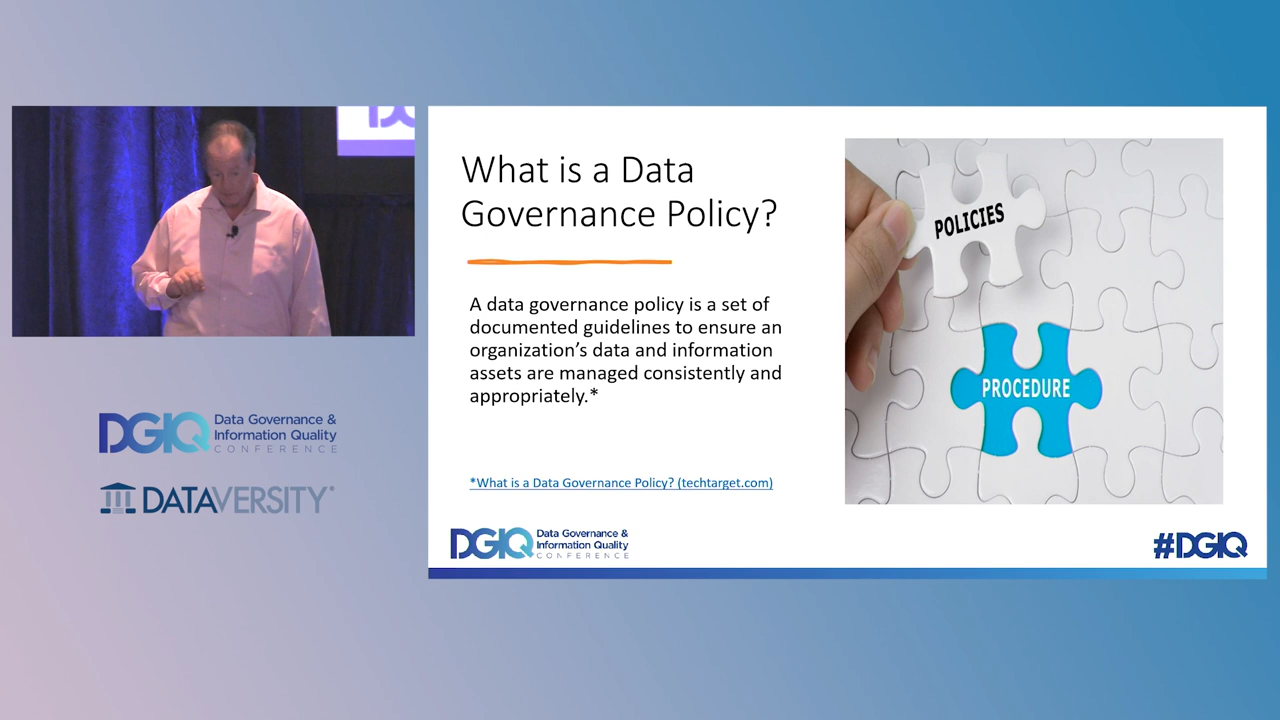 DGIQ Data Governance &
Information Quality
CONFERENCE
DATAVERSITY
What is a Data
Governance Policy?
A data governance policy is a set of
documented guidelines to ensure an
organization's data and information
assets are managed consistently and
appropriately.*
*What is a Data Governance Policy? (techtarget.com)
POLICIES
PROCEDURE
DGIQ Data Governance &
Information Quality
CONFERENCE
#DGIQ